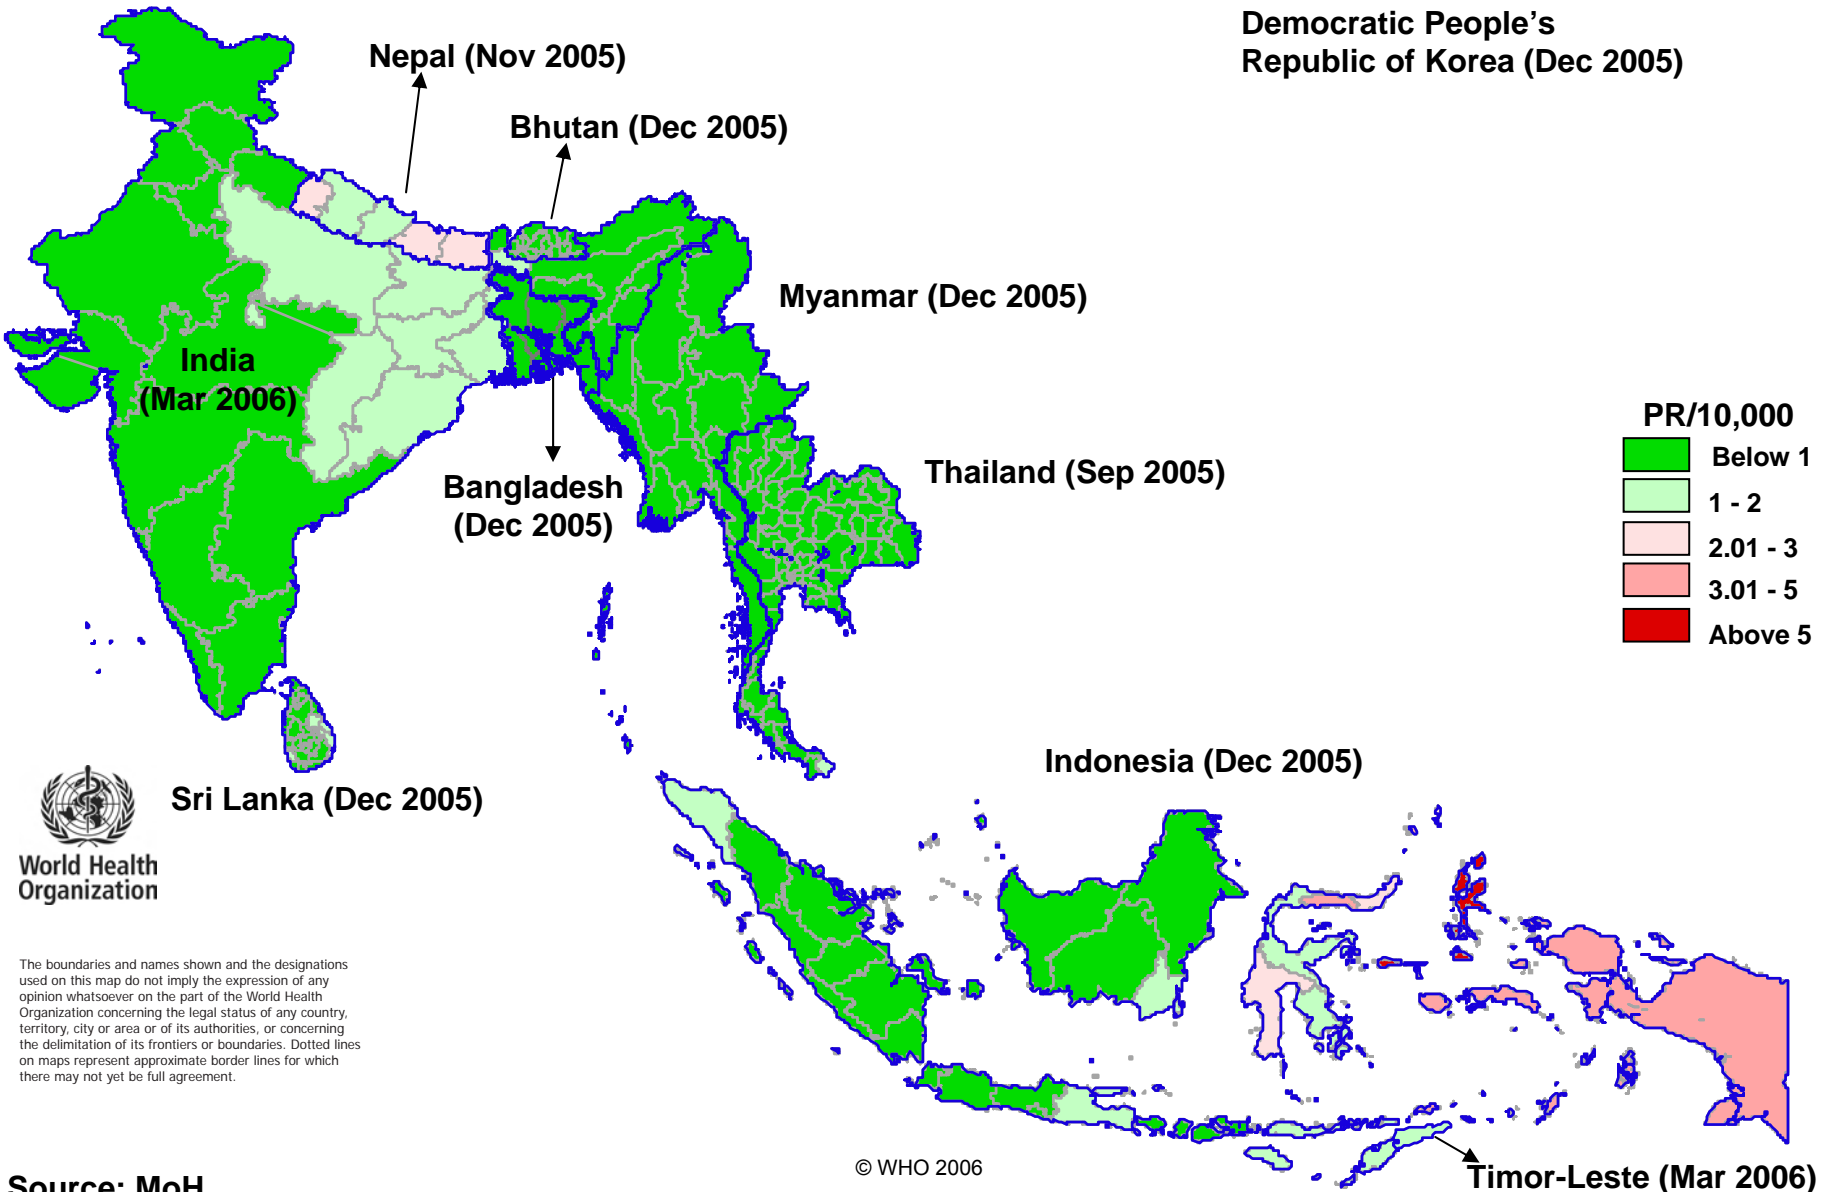 Democratic People’s
Republic of Korea (Dec 2005)
Nepal (Nov 2005)
Bhutan (Dec 2005)
Myanmar (Dec 2005)
India
(Mar 2006)
PR/10,000
Below 1
1 - 2
2.01 - 3
3.01 - 5
Above 5
Thailand (Sep 2005)
Bangladesh
(Dec 2005)
Indonesia (Dec 2005)
Sri Lanka (Dec 2005)
World Health
Organization
The boundaries and names shown and the designations
used on this map do not imply the expression of any
opinion whatsoever on the part of the World Health
Organization concerning the legal status of any country,
territory, city or area or of its authorities, or concerning
the delimitation of its frontiers or boundaries. Dotted lines
on maps represent approximate border lines for which
there may not yet be full agreement.
© WHO 2006
Timor-Leste (Mar 2006)
Source: MoH